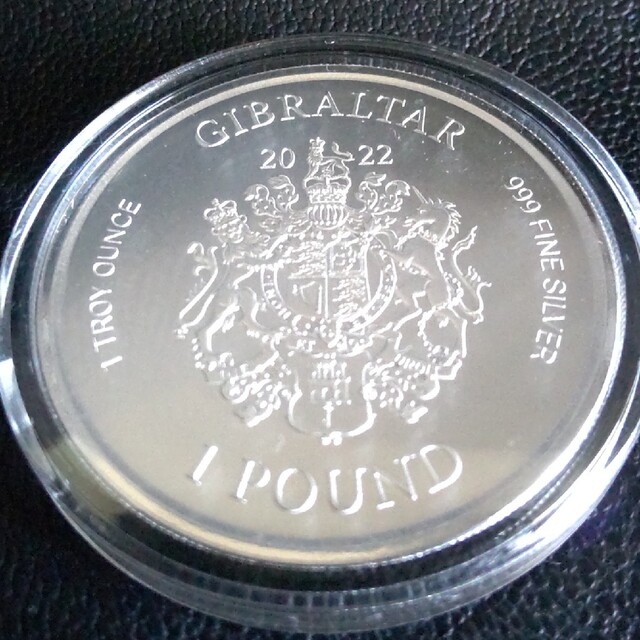 GIBRALTAR
20 22
1 TROY OUNCE
999 FINE SILVER
1 POUND